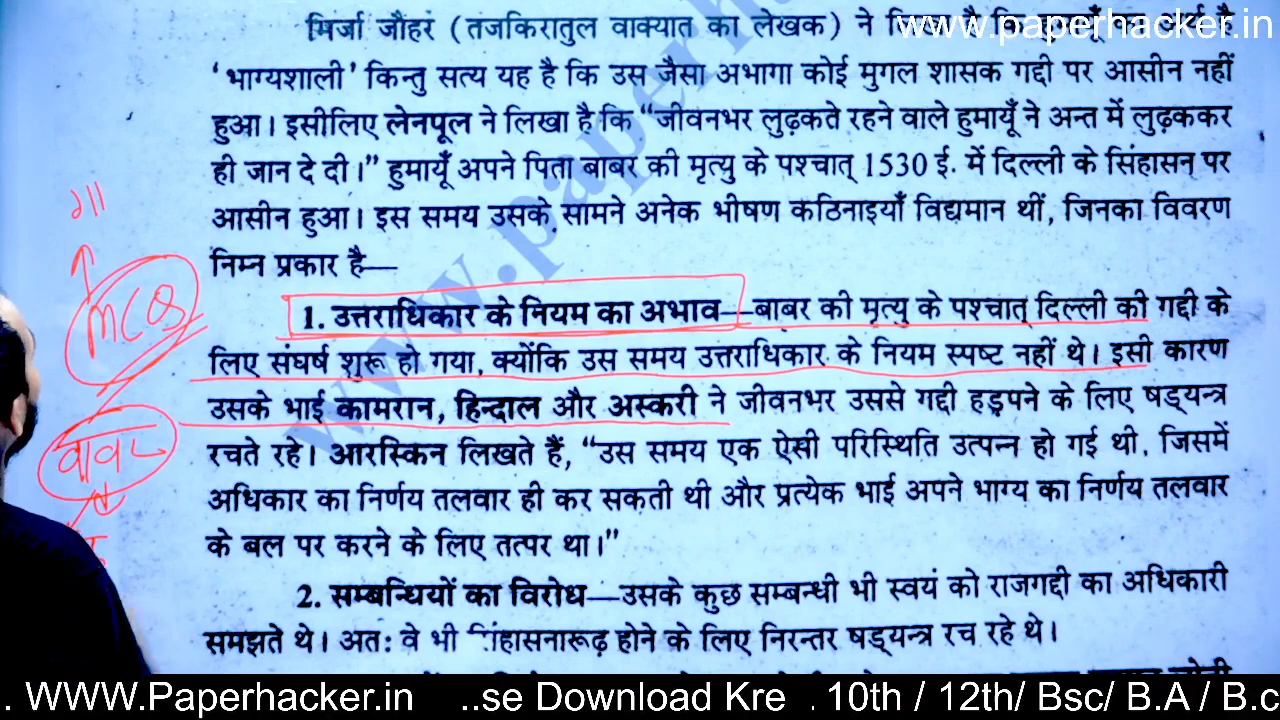 मिर्जा जौहर (तजकिरातुल वाक्यात का लेखक) ने
www.paperhacker.in
‘भाग्यशाली’ किन्तु सत्य यह है कि उस जैसा अभागा कोई मुगल शासक गद्दी पर आसीन नहीं
हुआ। इसीलिए लेनपूल ने लिखा है कि “जीवनभर लुढ़कते रहने वाले हुमायूँ ने अन्त में लुढ़ककर
ही जान दे दी।” हुमायूँ अपने पिता बाबर की मृत्यु के पश्चात् 1530 ई. में दिल्ली के सिंहासन पर
आसीन हुआ। इस समय उसके सामने अनेक भीषण कठिनाइयाँ विद्यमान थीं, जिनका विवरण
निम्न प्रकार है—
MCQ
1. उत्तराधिकार के नियम का अभाव—बाबर की मृत्यु के पश्चात् दिल्ली की गद्दी के
लिए संघर्ष शुरू हो गया, क्योंकि उस समय उत्तराधिकार के नियम स्पष्ट नहीं थे। इसी कारण
उसके भाई कामरान, हिन्दाल और अस्करी ने जीवनभर उससे गद्दी हड़पने के लिए षड्यन्त्र
बाबर
रचते रहे। आरस्किन लिखते हैं, “उस समय एक ऐसी परिस्थिति उत्पन्न हो गई थी, जिसमें
अधिकार का निर्णय तलवार ही कर सकती थी और प्रत्येक भाई अपने भाग्य का निर्णय तलवार
के बल पर करने के लिए तत्पर था।”
2. सम्बन्धियों का विरोध—उसके कुछ सम्बन्धी भी स्वयं को राजगद्दी का अधिकारी
समझते थे। अतः वे भी सिंहासनारूढ़ होने के लिए निरन्तर षड्यन्त्र रच रहे थे।
. WWW.Paperhacker.in ..se Download Kre . 10th / 12th/ Bsc/ B.A / B.c
www.paperha